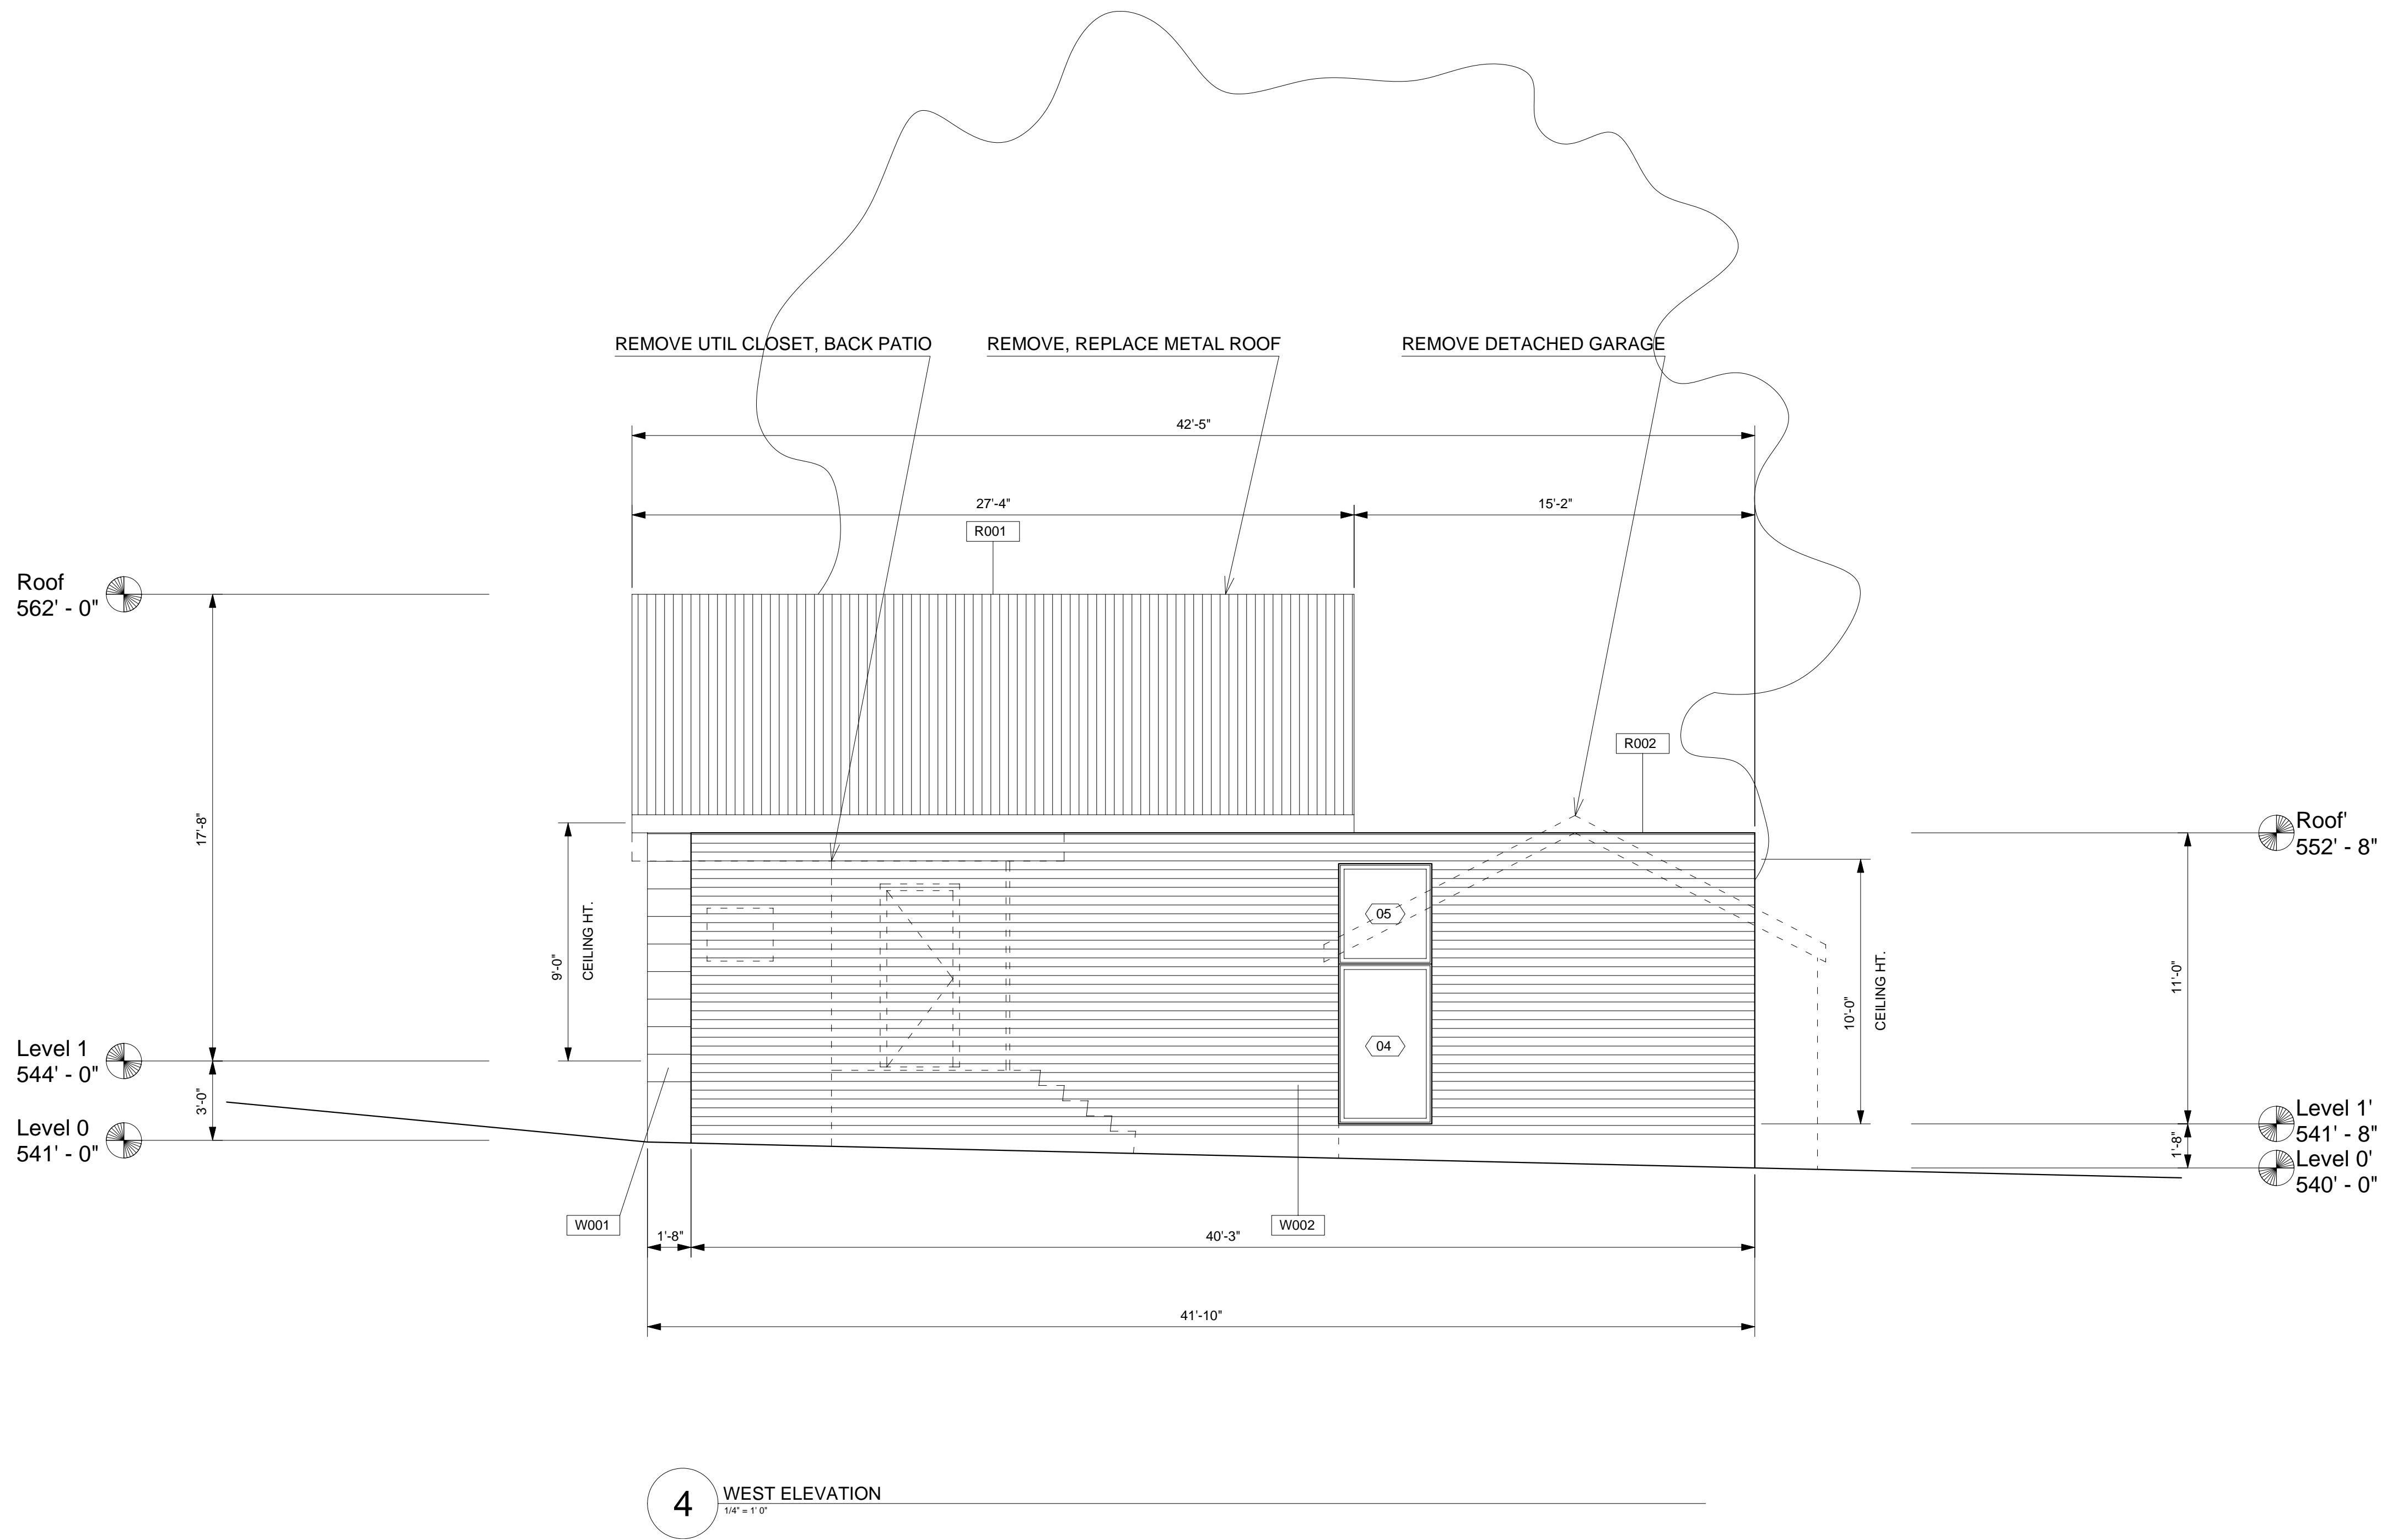 REMOVE UTIL CLOSET, BACK PATIO
REMOVE, REPLACE METAL ROOF
REMOVE DETACHED GARAGE
42'-5"
27'-4"
15'-2"
R001
Roof
562' - 0"
R002
17'-8"
Roof'
552' - 8"
05
9'-0"
CEILING HT.
10'-0"
CEILING HT.
11'-0"
04
Level 1
544' - 0"
3'-0"
Level 0
541' - 0"
Level 1'
541' - 8"
1'-8"
Level 0'
540' - 0"
W001
W002
1'-8"
40'-3"
41'-10"
4
WEST ELEVATION
1/4" = 1' 0"